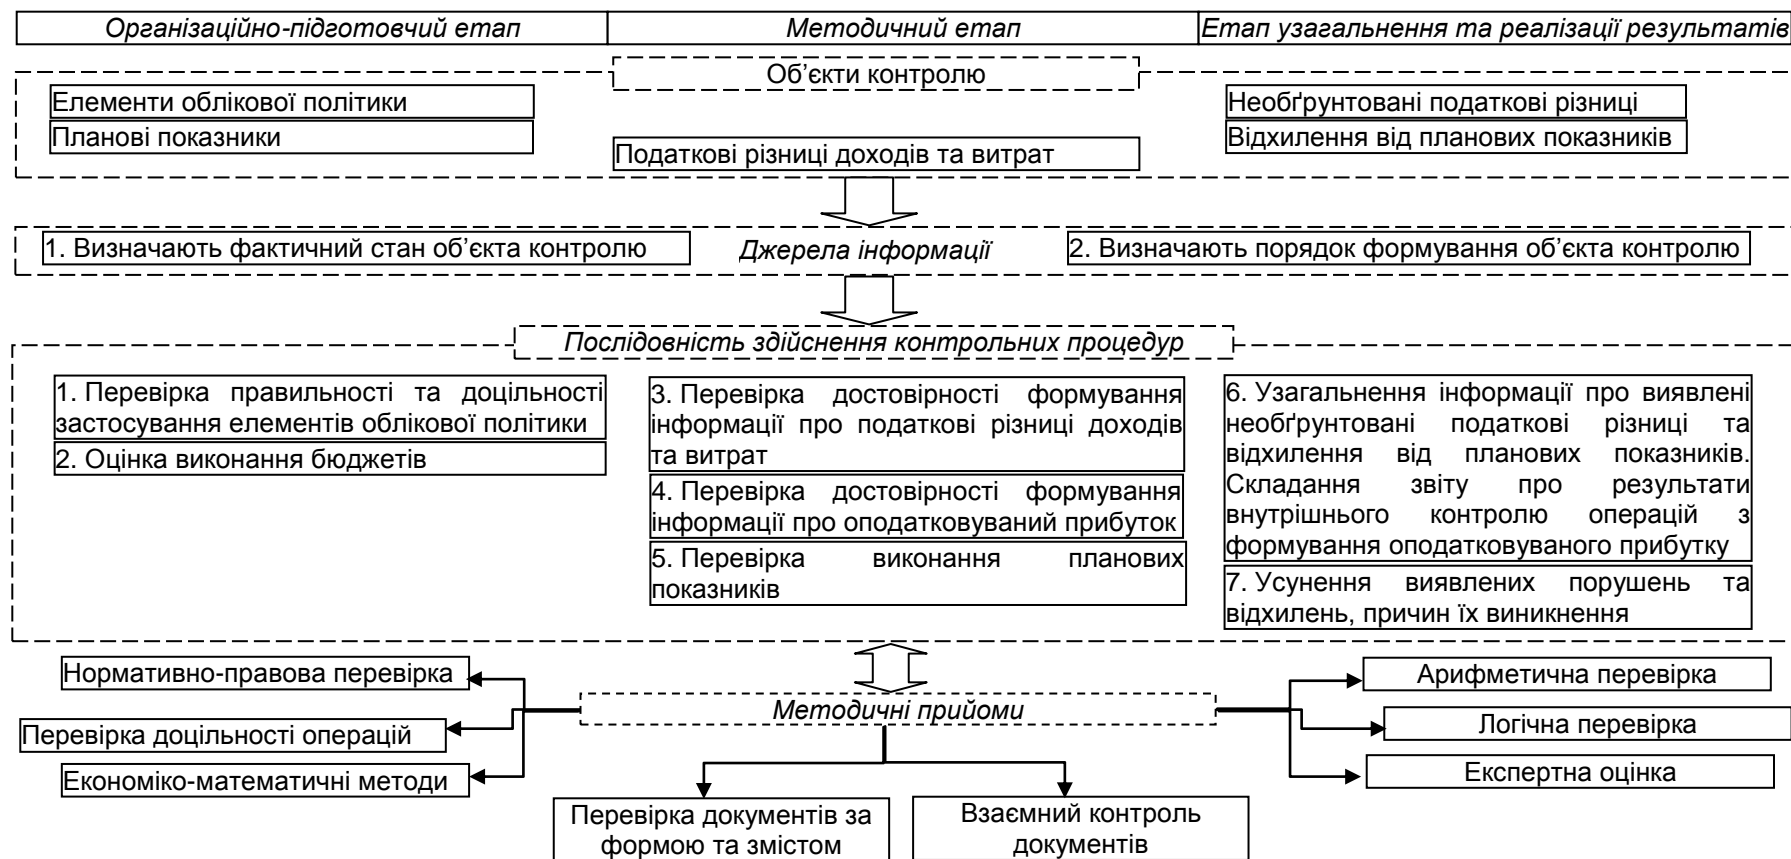 Організаційно-підготовчий етап
Методичний етап
Етап узагальнення та реалізації результатів
Об’єкти контролю
Елементи облікової політики
Планові показники
Податкові різниці доходів та витрат
Необґрунтовані податкові різниці
Відхилення від планових показників
1. Визначають фактичний стан об’єкта контролю
Джерела інформації
2. Визначають порядок формування об’єкта контролю
Послідовність здійснення контрольних процедур
1. Перевірка правильності та доцільності
застосування елементів облікової політики
2. Оцінка виконання бюджетів
3. Перевірка достовірності формування
інформації про податкові різниці доходів
та витрат
4. Перевірка достовірності формування
інформації про оподатковуваний прибуток
5. Перевірка виконання планових
показників
6. Узагальнення інформації про виявлені
необґрунтовані податкові різниці та
відхилення від планових показників.
Складання звіту про результати
внутрішнього контролю операцій з
формування оподатковуваного прибутку
7. Усунення виявлених порушень та
відхилень, причин їх виникнення
Нормативно-правова перевірка
Перевірка доцільності операцій
Економіко-математичні методи
Методичні прийоми
Арифметична перевірка
Логічна перевірка
Експертна оцінка
Перевірка документів за
формою та змістом
Взаємний контроль
документів